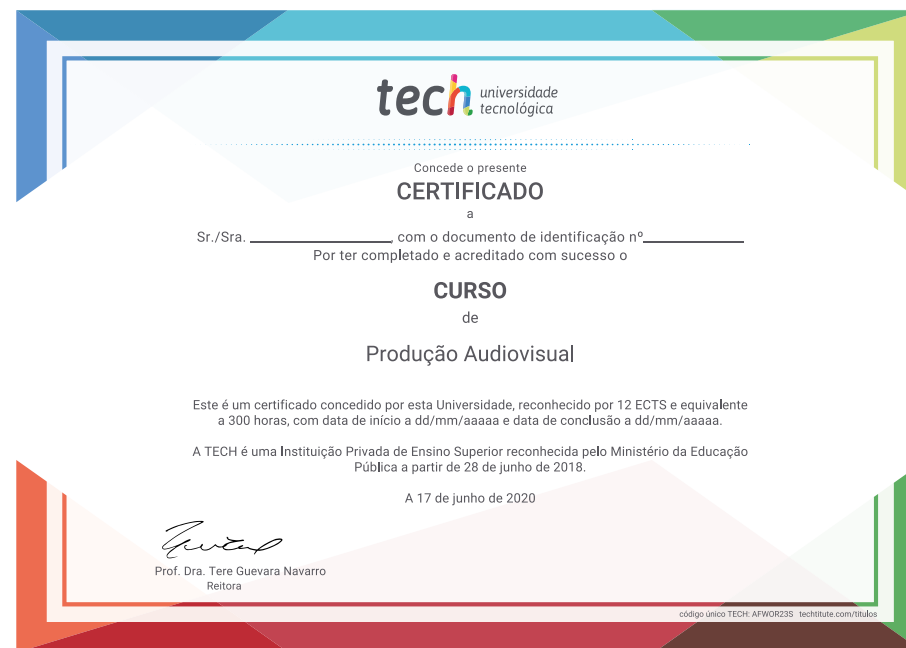 tech universidade
tecnológica
Concede o presente
CERTIFICADO
a
Sr./Sra. ____________________, com o documento de identificação nº______________
Por ter completado e acreditado com sucesso o
CURSO
de
Produção Audiovisual
Este é um certificado concedido por esta Universidade, reconhecido por 12 ECTS e equivalente
a 300 horas, com data de início a dd/mm/aaaaa e data de conclusão a dd/mm/aaaaa.
A TECH é uma Instituição Privada de Ensino Superior reconhecida pelo Ministério da Educação
Pública a partir de 28 de junho de 2018.
A 17 de junho de 2020
Prof. Dra. Tere Guevara Navarro
Reitora
código único TECH: AFWOR23S techtitute.com/titulos